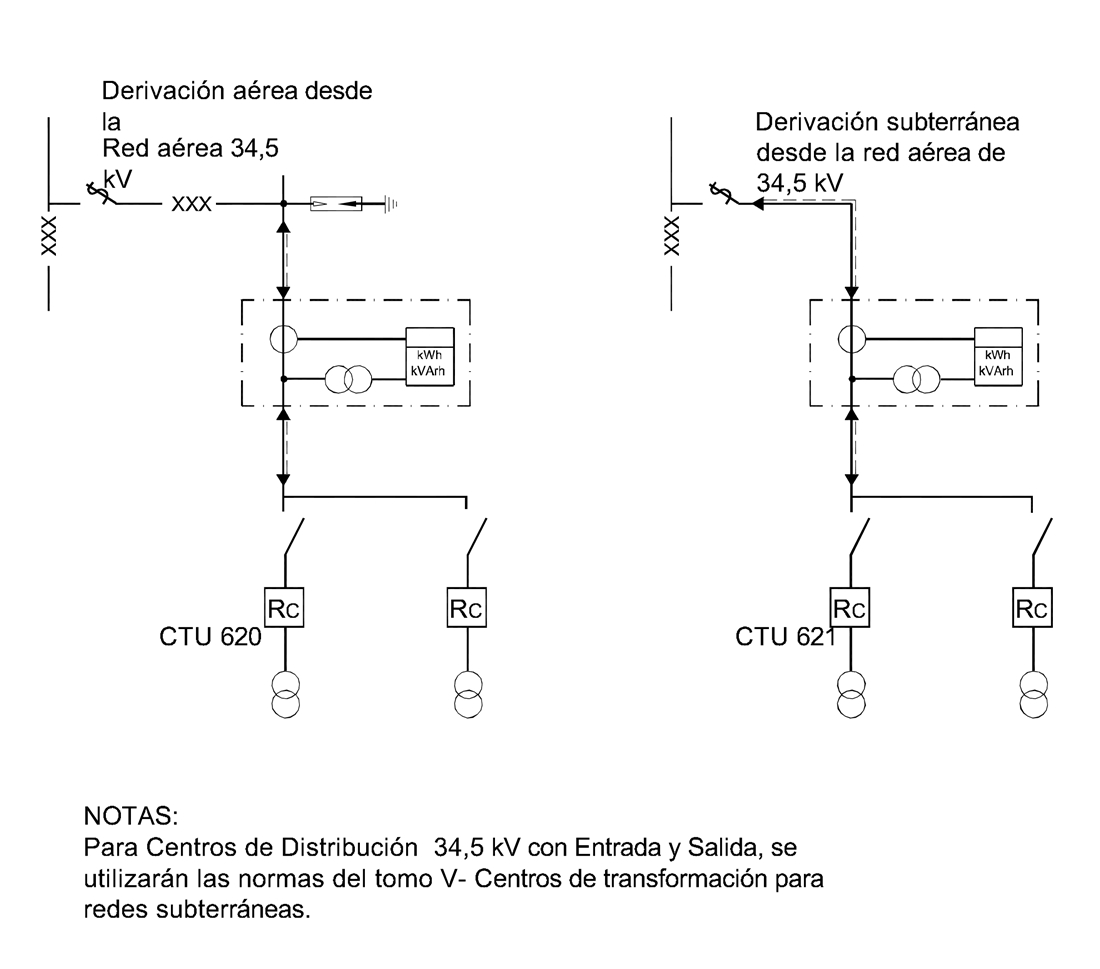 Derivación aérea desde
la
Red aérea 34,5
kV
XXX
XXX
kWh
kVArh
RC
RC
CTU 620
Derivación subterránea
desde la red aérea de
34,5 kV
XXX
kWh
kVArh
RC
RC
CTU 621
NOTAS:
Para Centros de Distribución 34,5 kV con Entrada y Salida, se
utilizarán las normas del tomo V- Centros de transformación para
redes subterráneas.